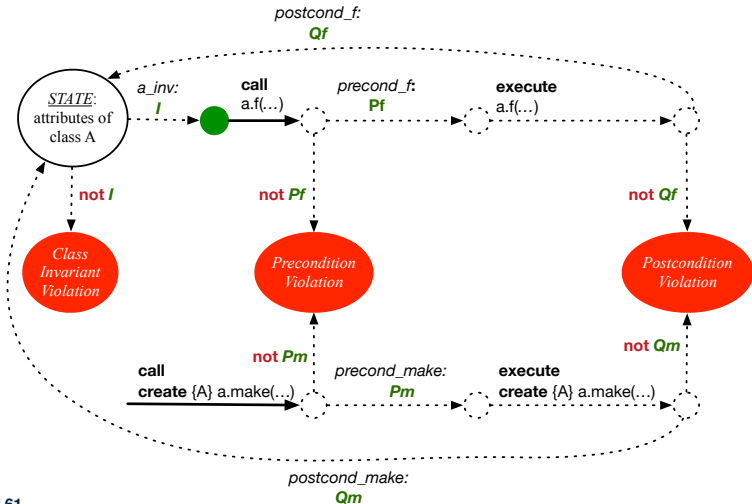 postcond_f:
Qf
STATE:
attributes of
class A
a_inv:
I
call
a.f(…)
precond_f:
Pf
execute
a.f(…)
not I
not Pf
not Qf
Class
Invariant
Violation
Precondition
Violation
Postcondition
Violation
not Pm
not Qm
call
create {A} a.make(…)
precond_make:
Pm
execute
create {A} a.make(…)
postcond_make:
Qm